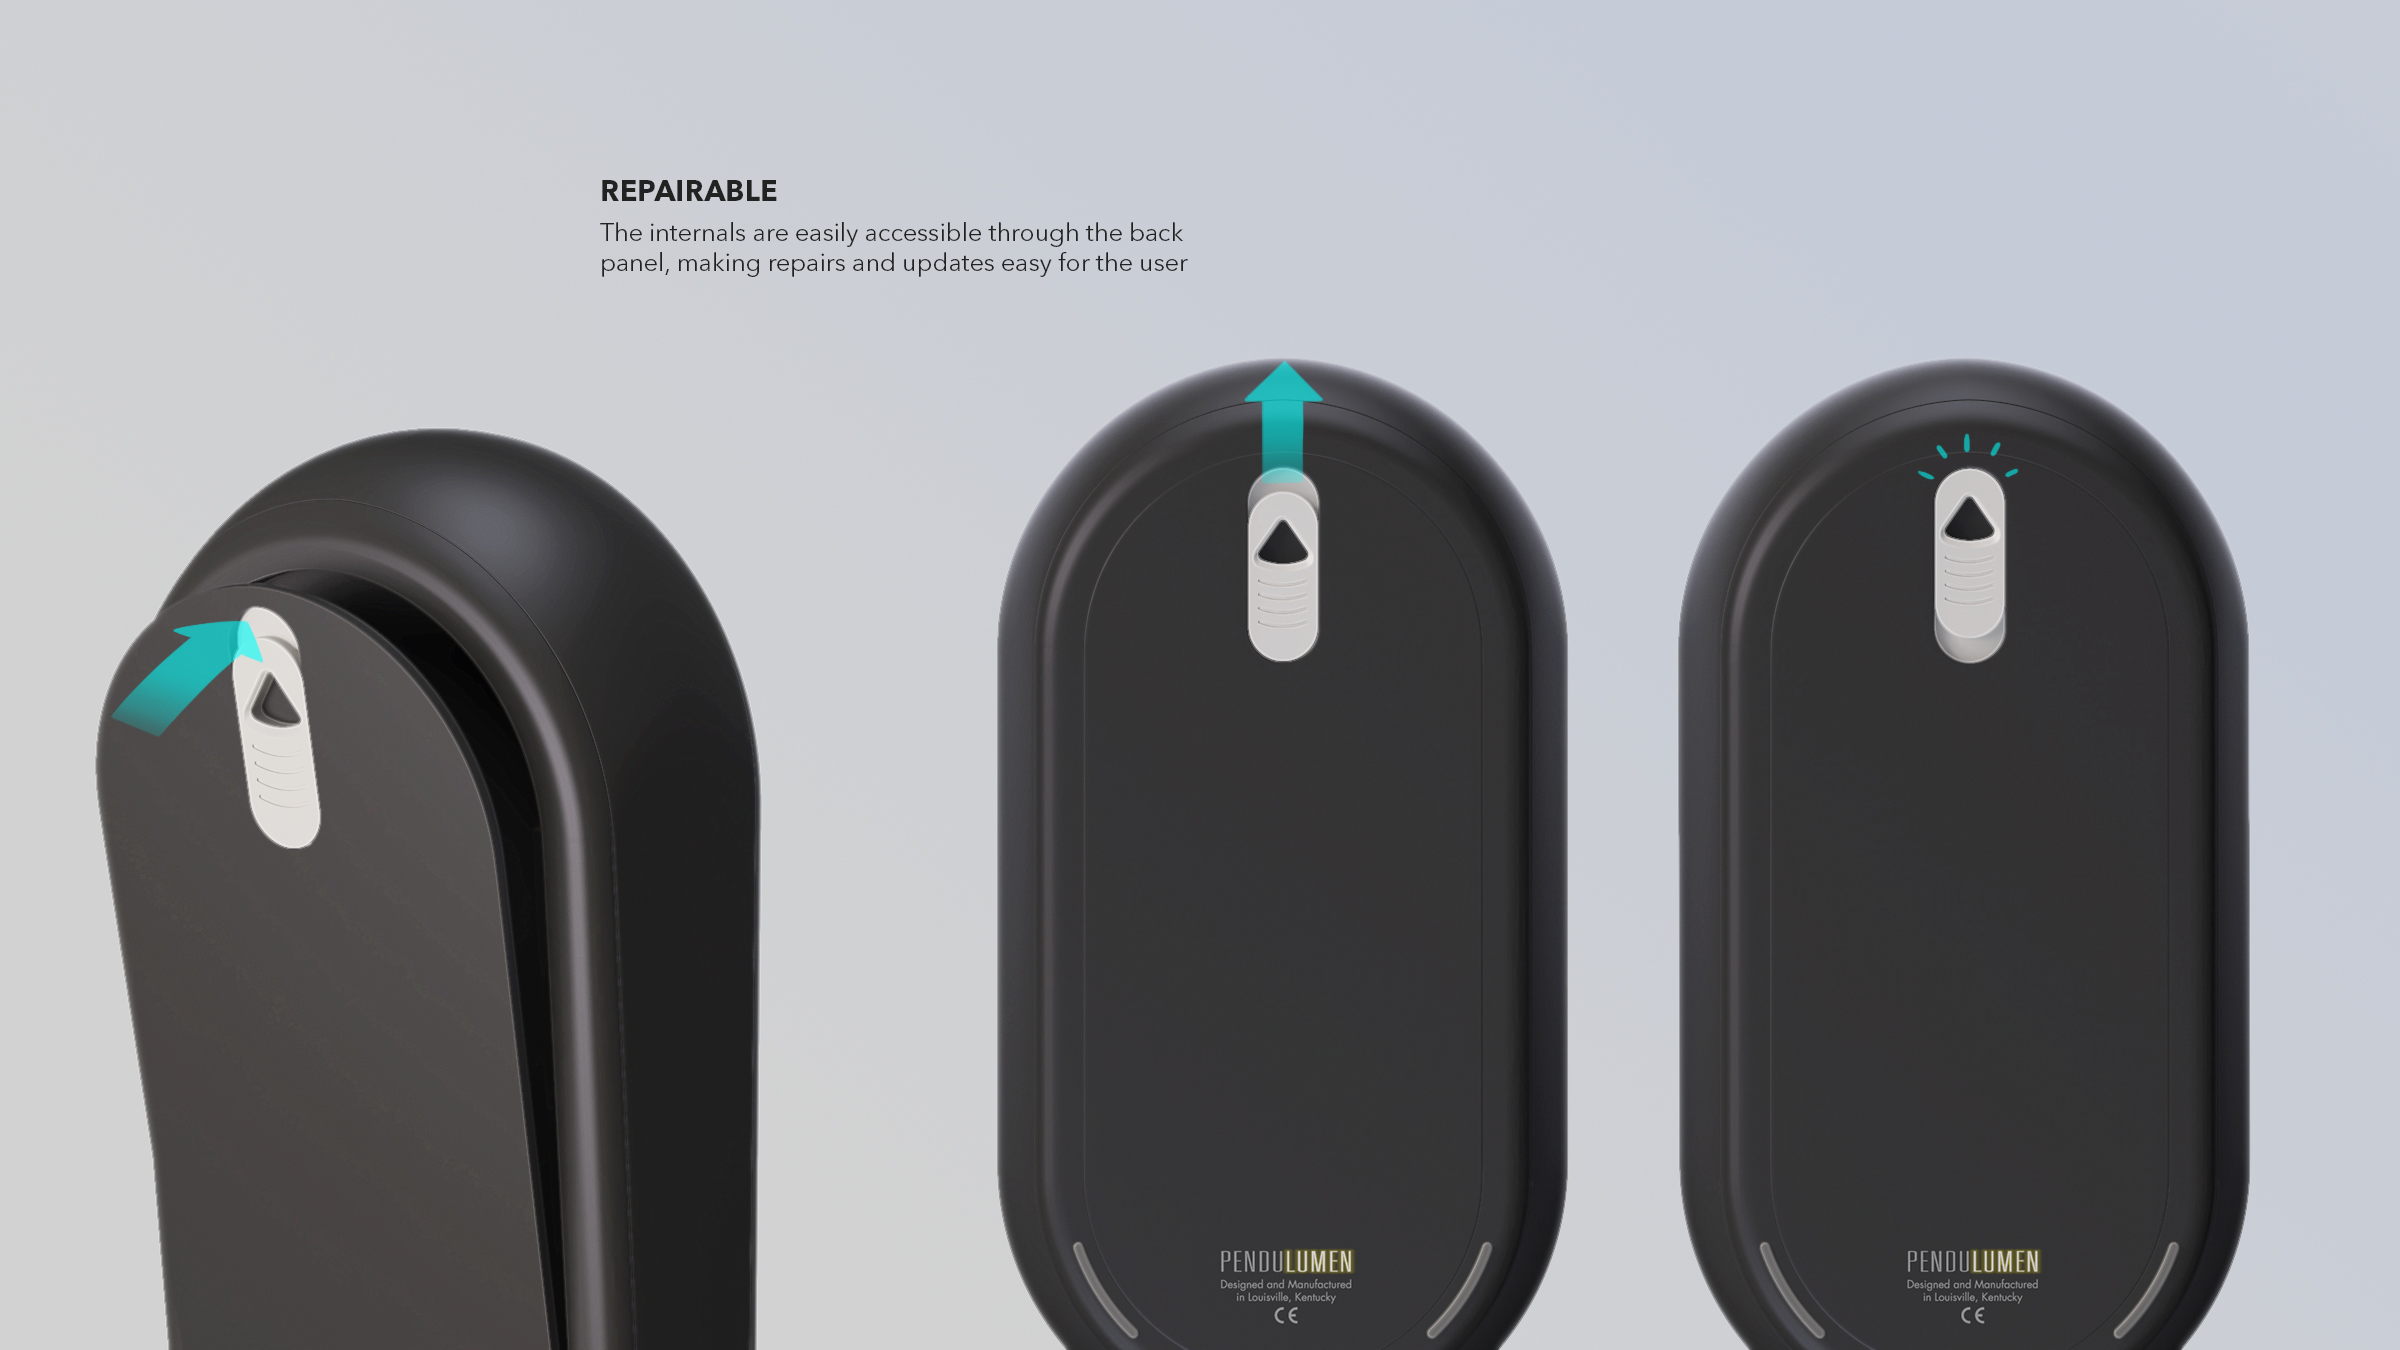 REPAIRABLE
The internals are easily accessible through the back
panel, making repairs and updates easy for the user
PENDULUMEN
Designed and Manufactured
in Louisville, Kentucky
CE
PENDULUMEN
Designed and Manufactured
in Louisville, Kentucky
CE